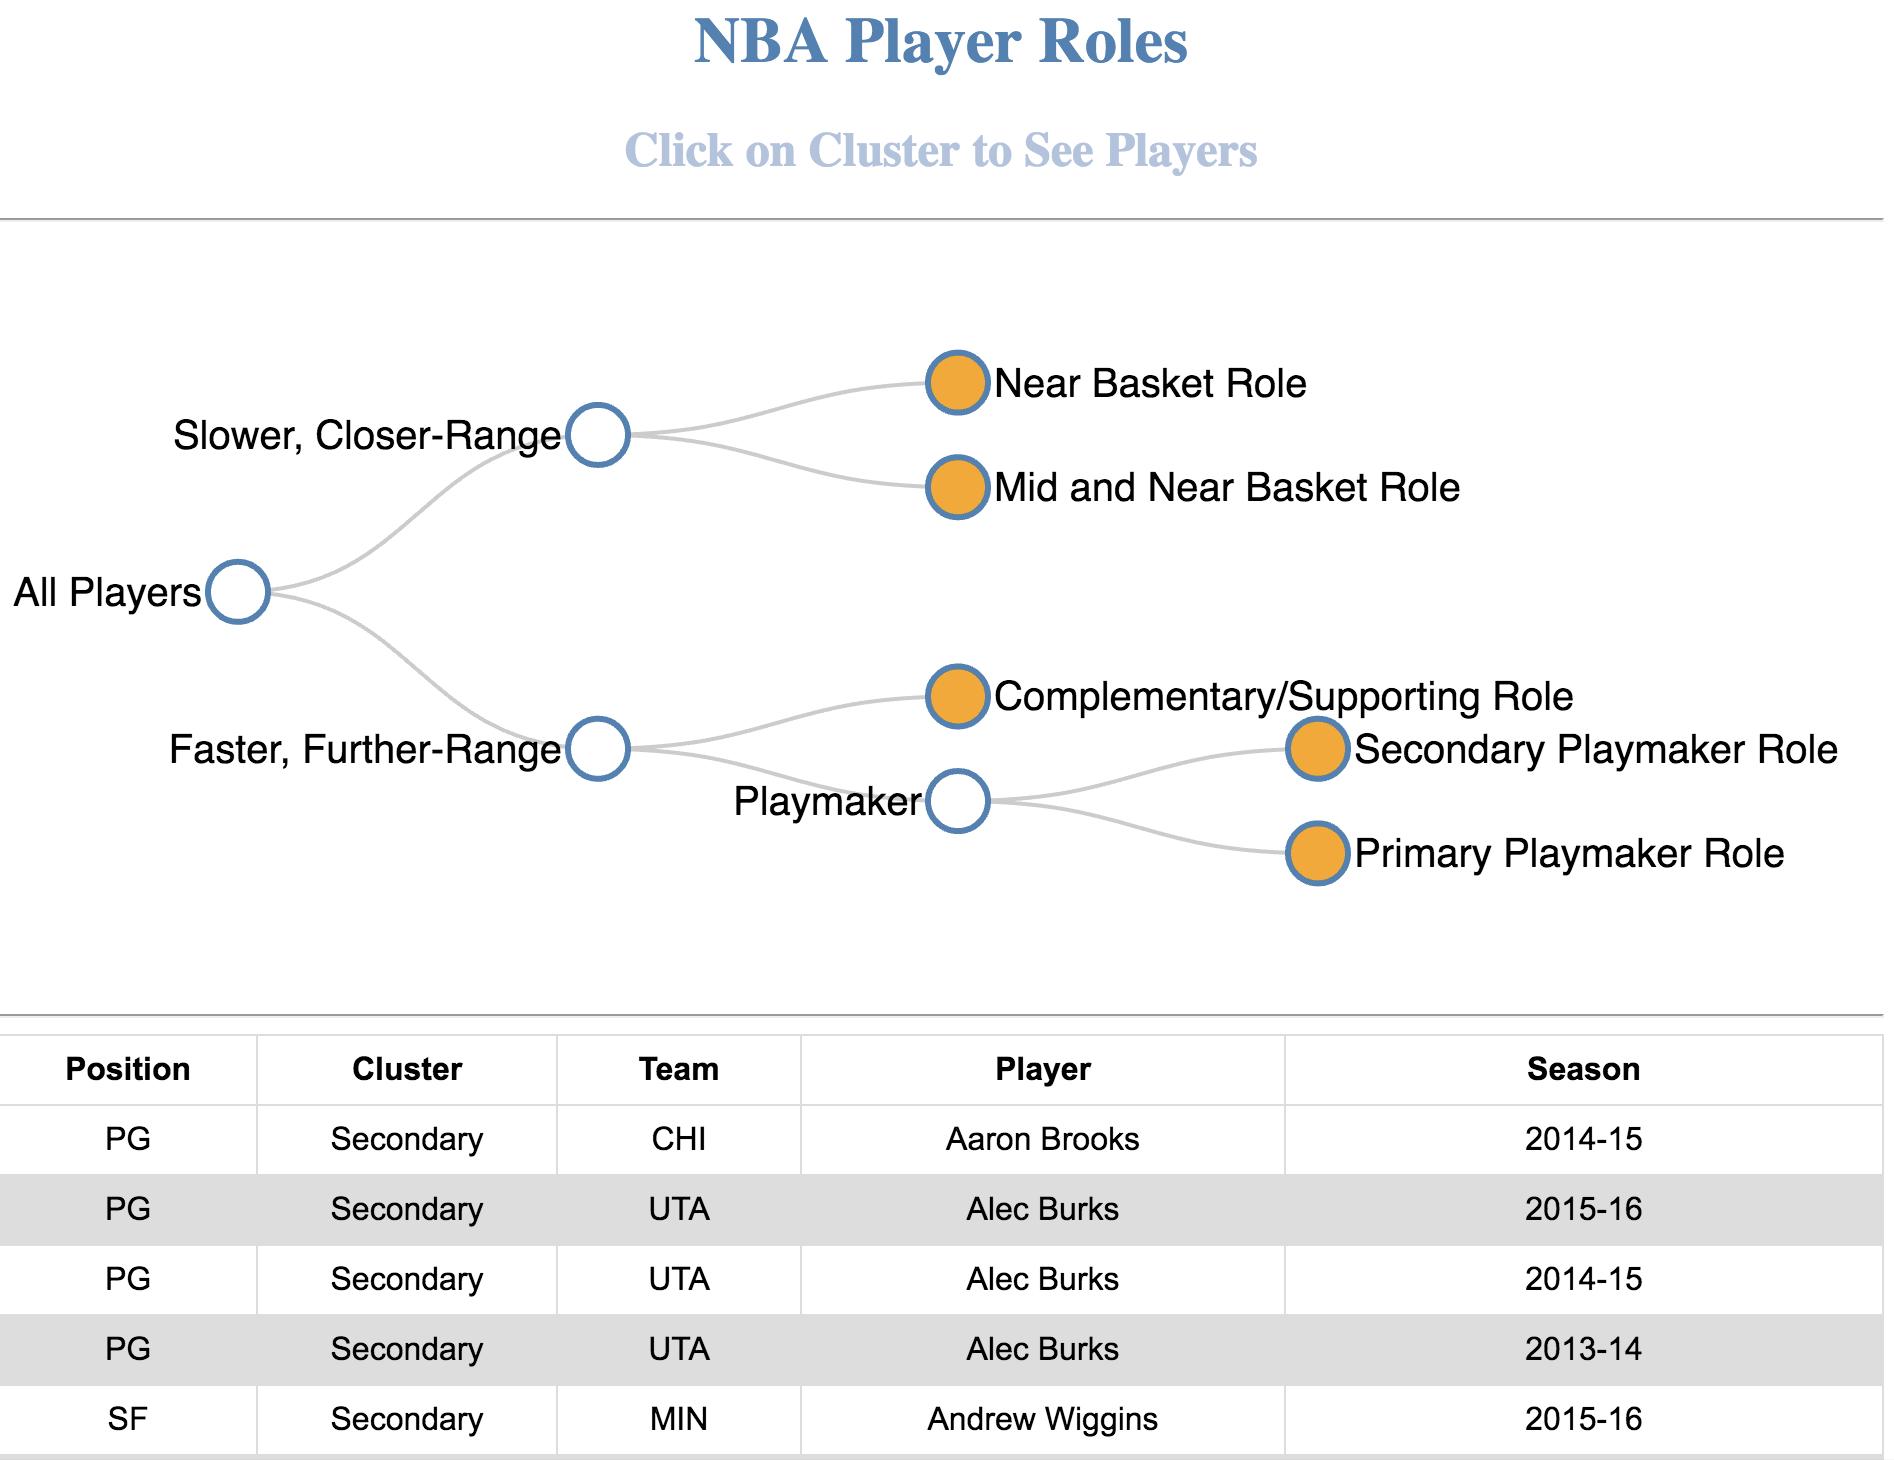 NBA Player Roles
Click on Cluster to See Players
Near Basket Role
Slower, Closer-Range
Mid and Near Basket Role
All Players
Complementary/Supporting Role
Faster, Further-Range
Secondary Playmaker Role
Playmaker
Primary Playmaker Role
Position Cluster Team Player Season
PG Secondary CHI Aaron Brooks 2014-15
PG Secondary UTA Alec Burks 2015-16
PG Secondary UTA Alec Burks 2014-15
PG Secondary UTA Alec Burks 2013-14
SF Secondary MIN Andrew Wiggins 2015-16